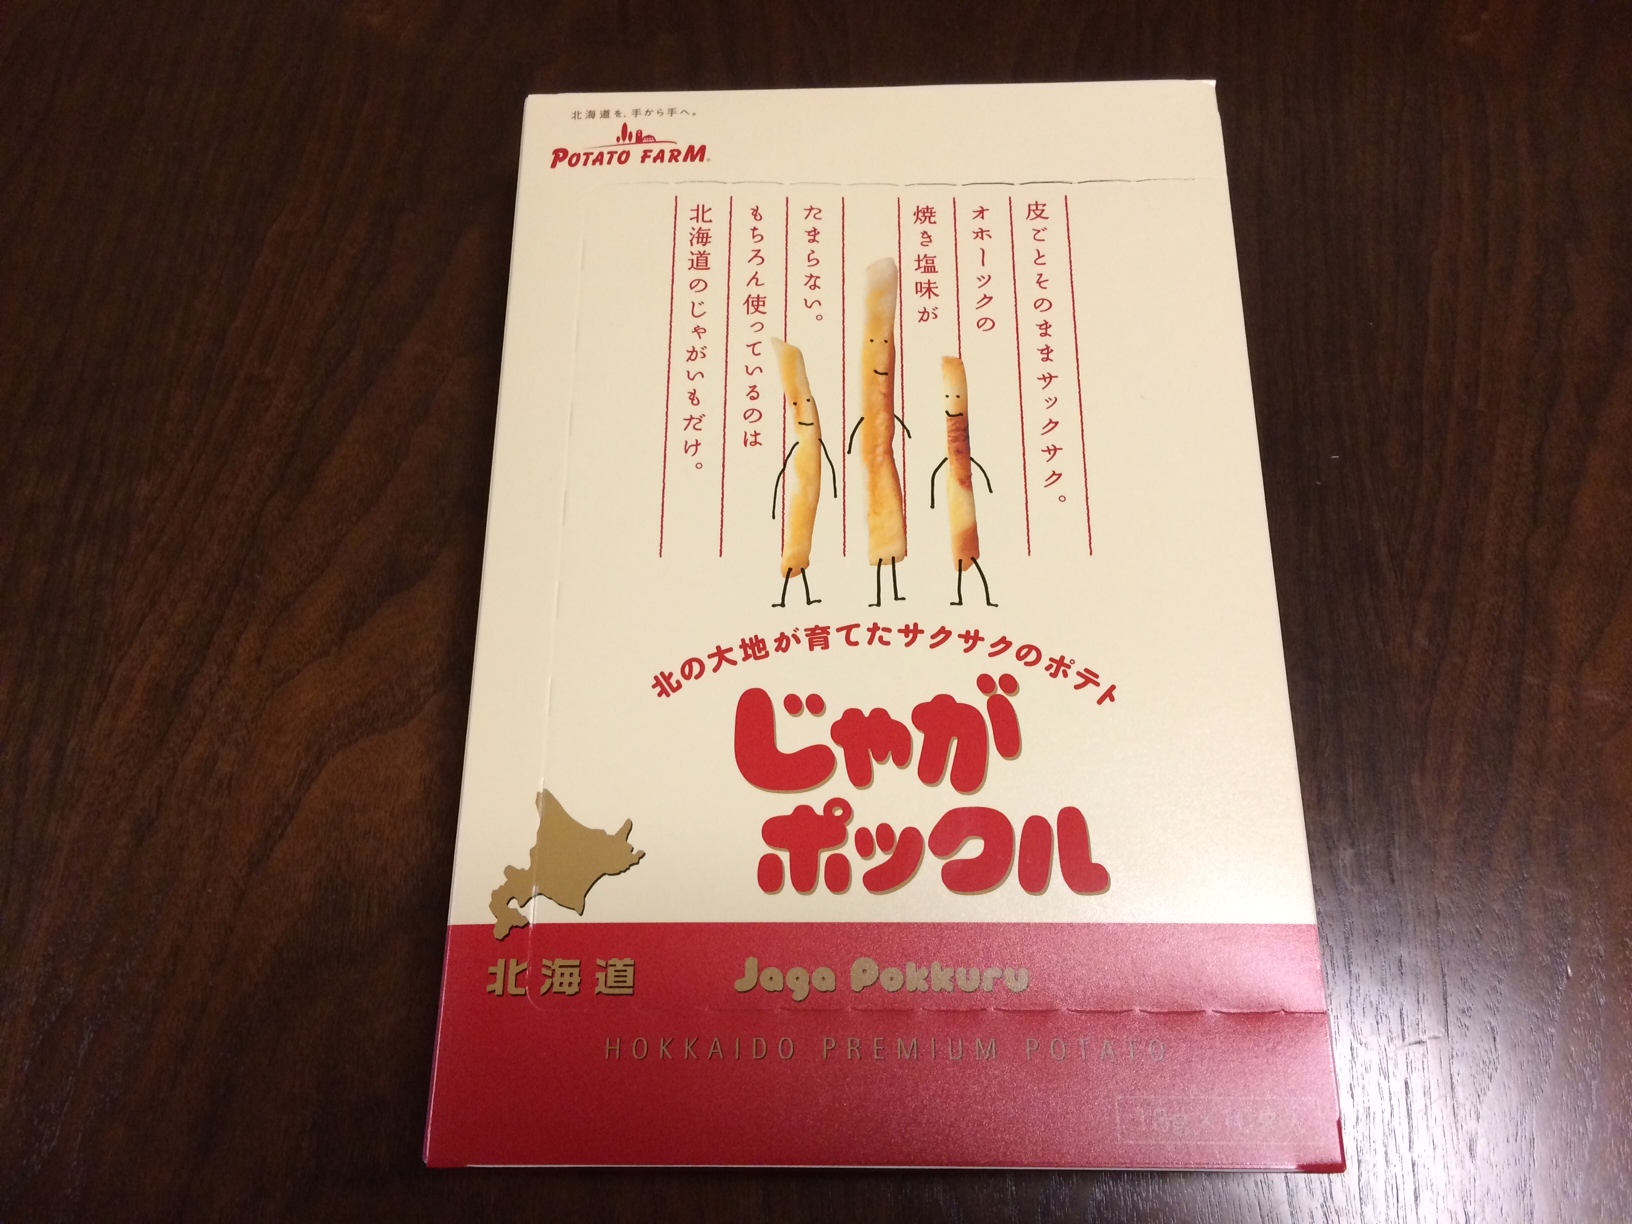 北海道を、手から手へ。
POTATO FARM
皮ごとそのままサックサク。
オホーツクの
焼き塩味が
たまらない。
もちろん使っているのは
北海道のじゃがいもだけ。
北の大地が育てたサクサクのポテト
じゃが
ポックル
北海道
Jaga Pokkuru
HOKKAIDO PREMIUM POTATO
18g×10袋